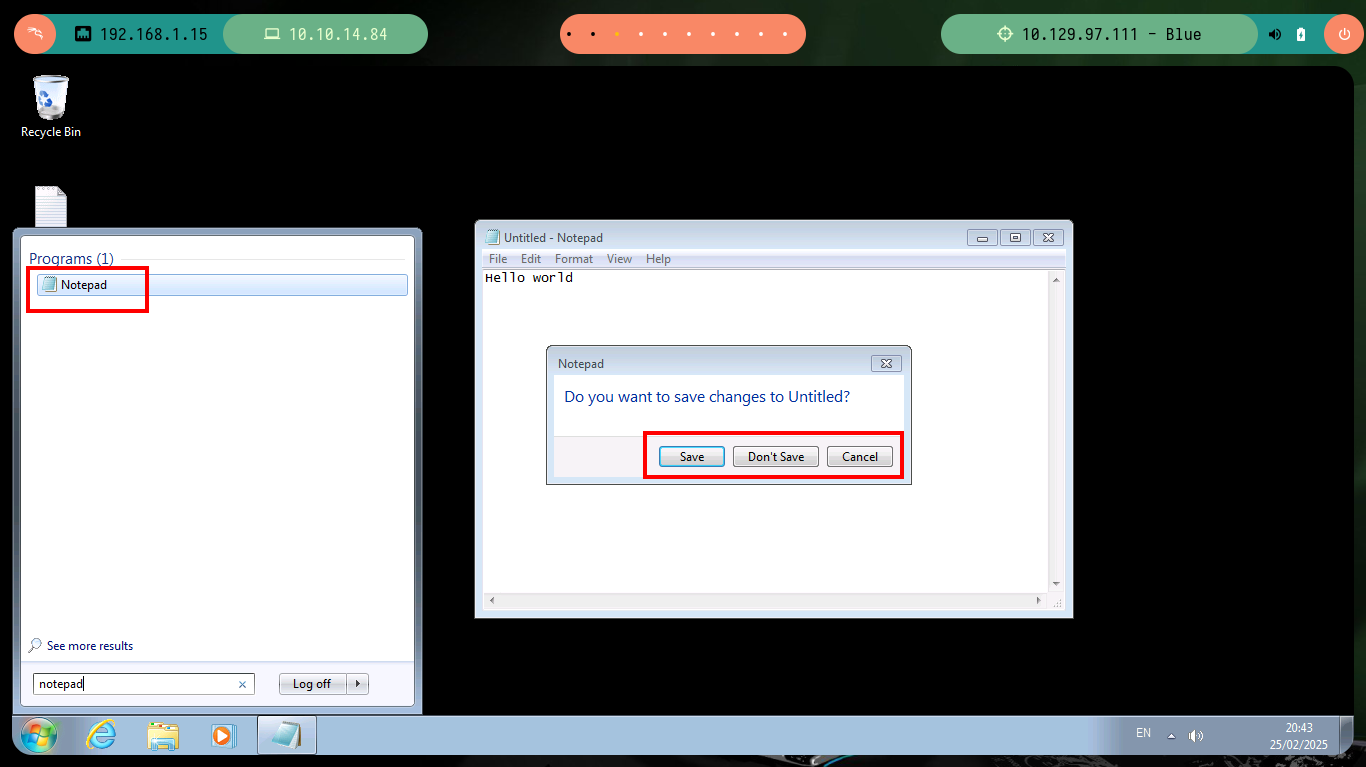 192.168.1.15
10.10.14.84
10.129.97.111 - Blue
Recycle Bin
Programs (1)
Notepad
See more results
notepad
Log off
Untitled - Notepad
File Edit Format View Help
Hello world
Notepad
Do you want to save changes to Untitled?
Save
Don't Save
Cancel
EN
20:43
25/02/2025